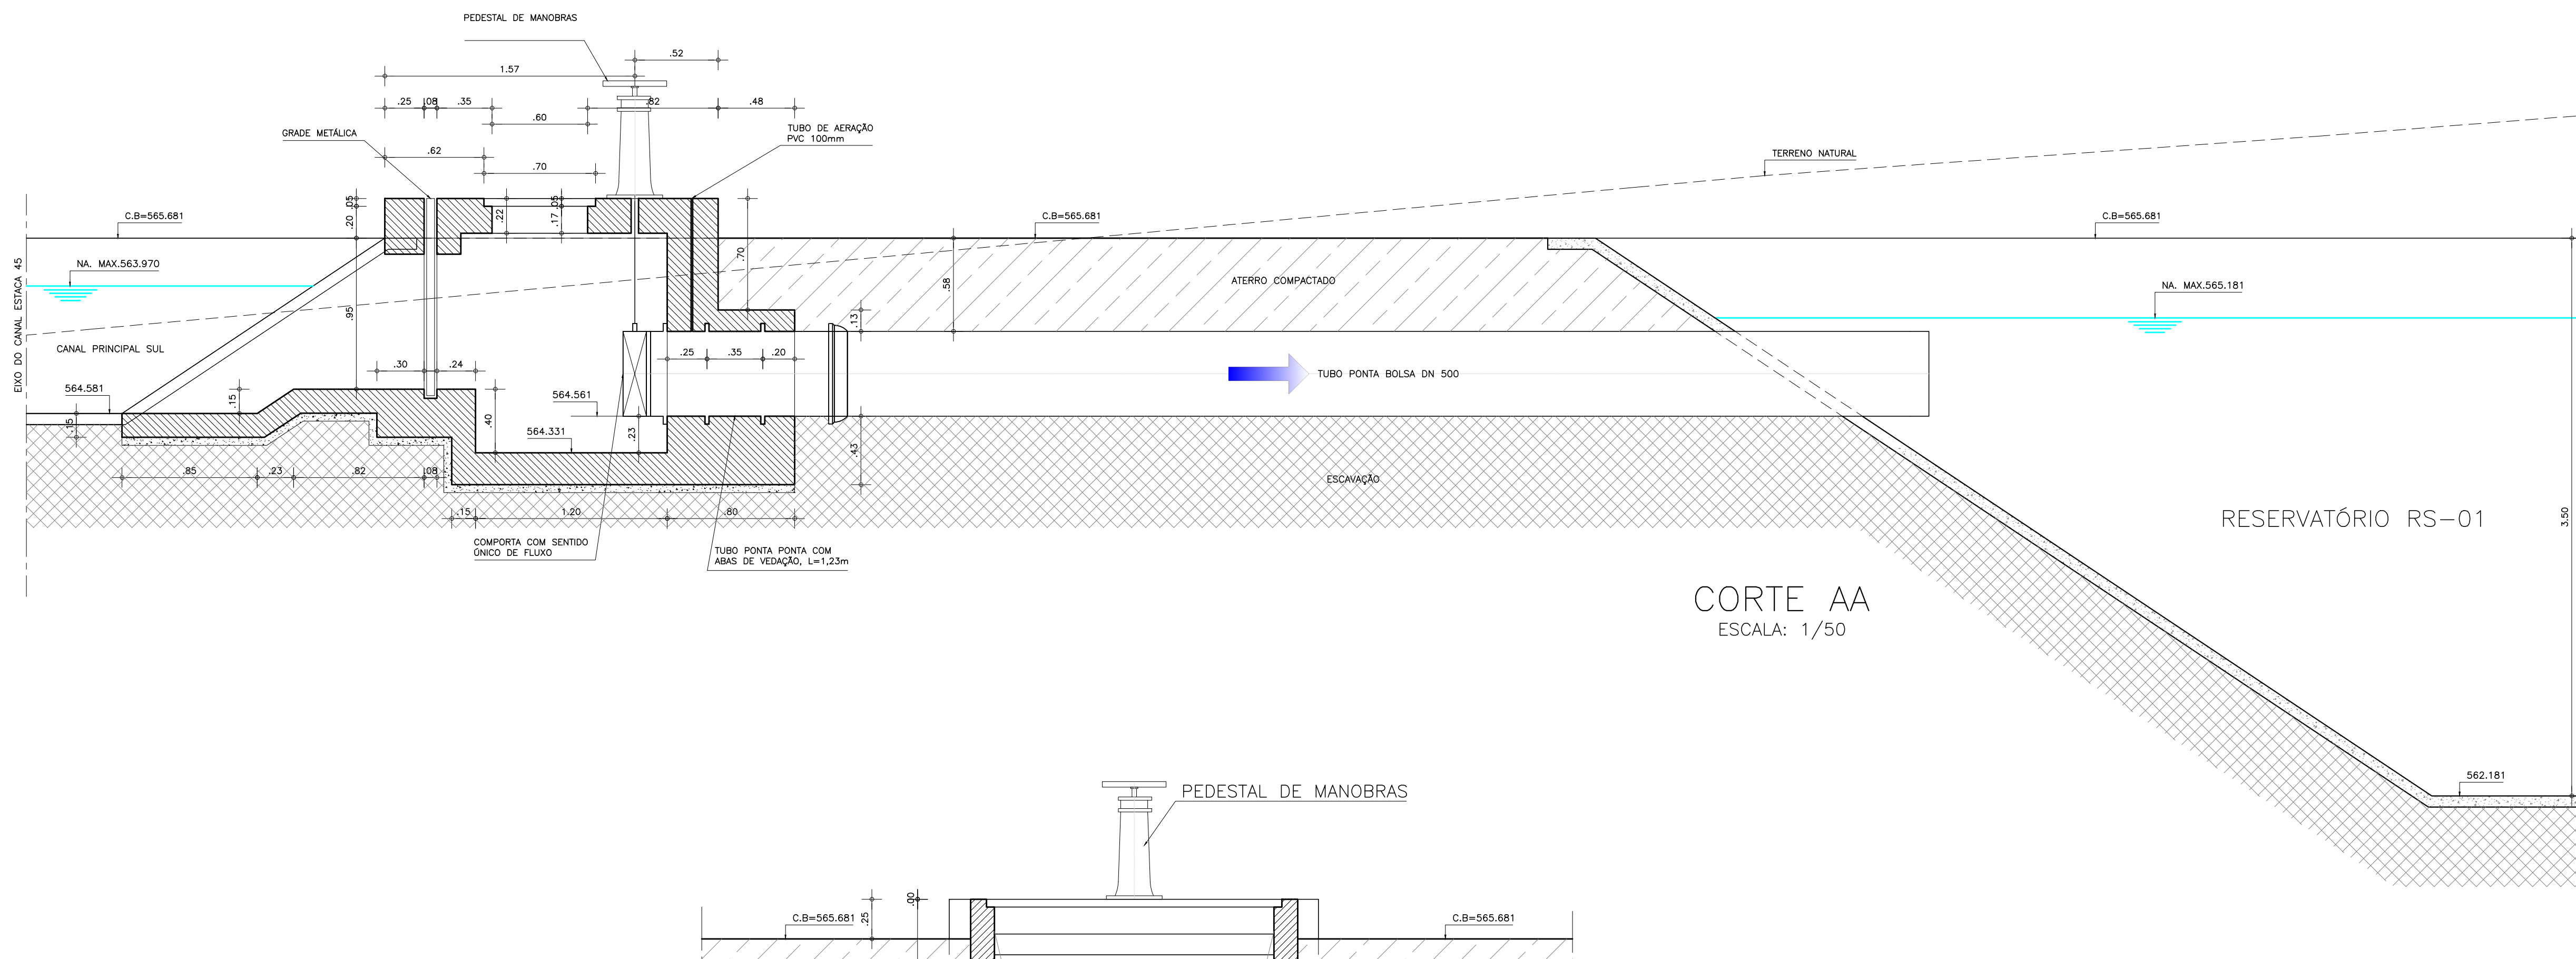 PEDESTAL DE MANOBRAS
.52
1.57
.25
.08
.35
.82
.48
.60
TUBO DE AERAÇÃO
PVC 100mm
GRADE METÁLICA
.62
.70
TERRENO NATURAL
.05
.20
.22
.05
.17
C.B=565.681
C.B=565.681
C.B=565.681
.70
NA. MAX.563.970
EIXO DO CANAL ESTACA 45
.95
.58
ATERRO COMPACTADO
NA. MAX.565.181
.13
CANAL PRINCIPAL SUL
.25
.35
.20
.30
.24
TUBO PONTA BOLSA DN 500
564.581
564.561
.15
.15
.40
.23
.43
564.331
.85
.23
.82
.08
ESCAVAÇÃO
.15
1.20
.80
RESERVATÓRIO RS-01
3.50
COMPORTA COM SENTIDO
ÚNICO DE FLUXO
TUBO PONTA PONTA COM
ABAS DE VEDAÇÃO, L=1,23m
CORTE AA
ESCALA: 1/50
562.181
PEDESTAL DE MANOBRAS
C.B=565.681
.25
.00
C.B=565.681